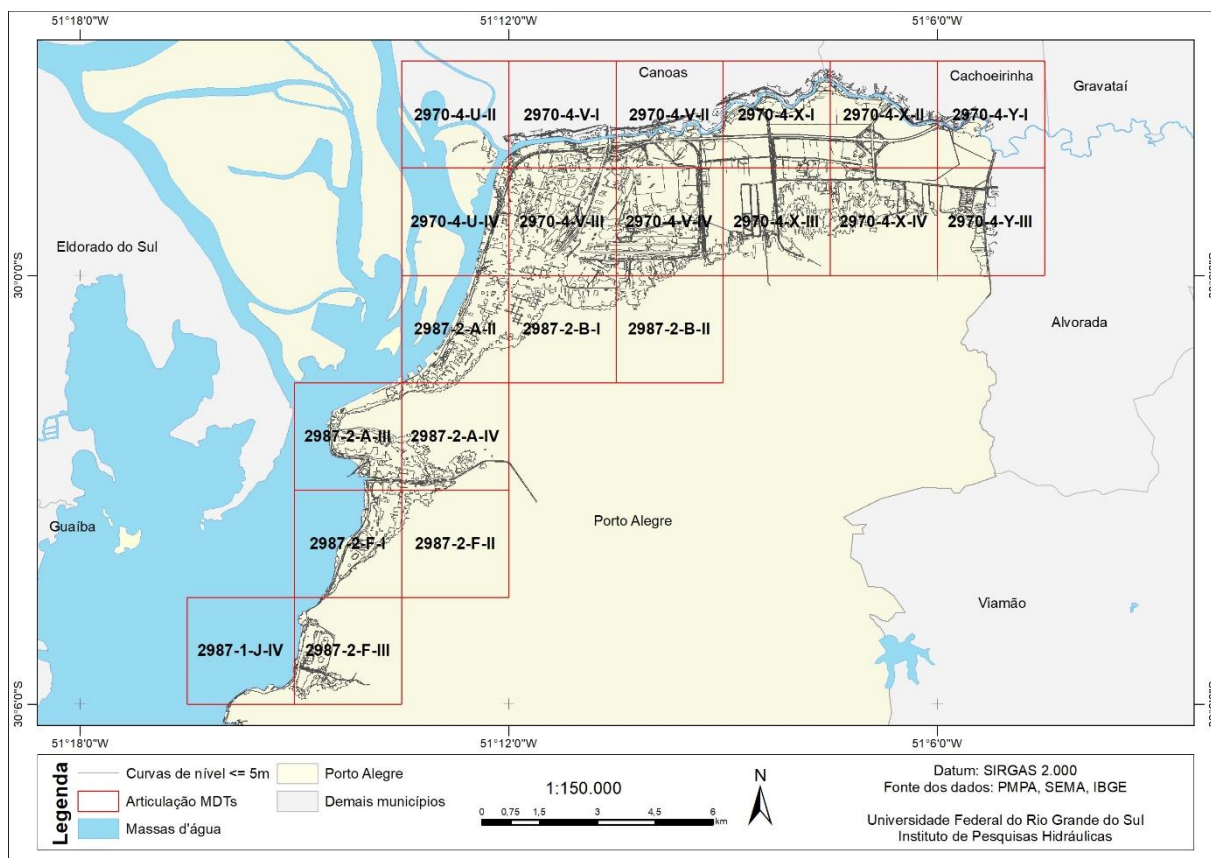 51°18'0"W 51°12'0"W 51°6'0"W
Canoas
Cachoeirinha
Gravataí
2970-4-U-II 2970-4-V-I 2970-4-V-II 2970-4-X-I 2970-4-X-II 2970-4-Y-I
2970-4-U-IV 2970-4-V-III 2970-4-V-IV 2970-4-X-III 2970-4-X-IV 2970-4-Y-III
Eldorado do Sul
30°0'0"S
30°0'0"S
Alvorada
2987-2-A-II 2987-2-B-I 2987-2-B-II
2987-2-A-III 2987-2-A-IV
Guaíba
Porto Alegre
2987-2-F-I 2987-2-F-II
Viamão
2987-1-J-IV 2987-2-F-III
30°6'0"S
30°6'0"S
51°18'0"W 51°12'0"W 51°6'0"W
Legenda
Curvas de nível <= 5m
Articulação MDTs
Massas d'água
Porto Alegre
Demais municípios
1:150.000
0 0,75 1,5 3 4,5 6
km
N
Datum: SIRGAS 2.000
Fonte dos dados: PMPA, SEMA, IBGE
Universidade Federal do Rio Grande do Sul
Instituto de Pesquisas Hidráulicas